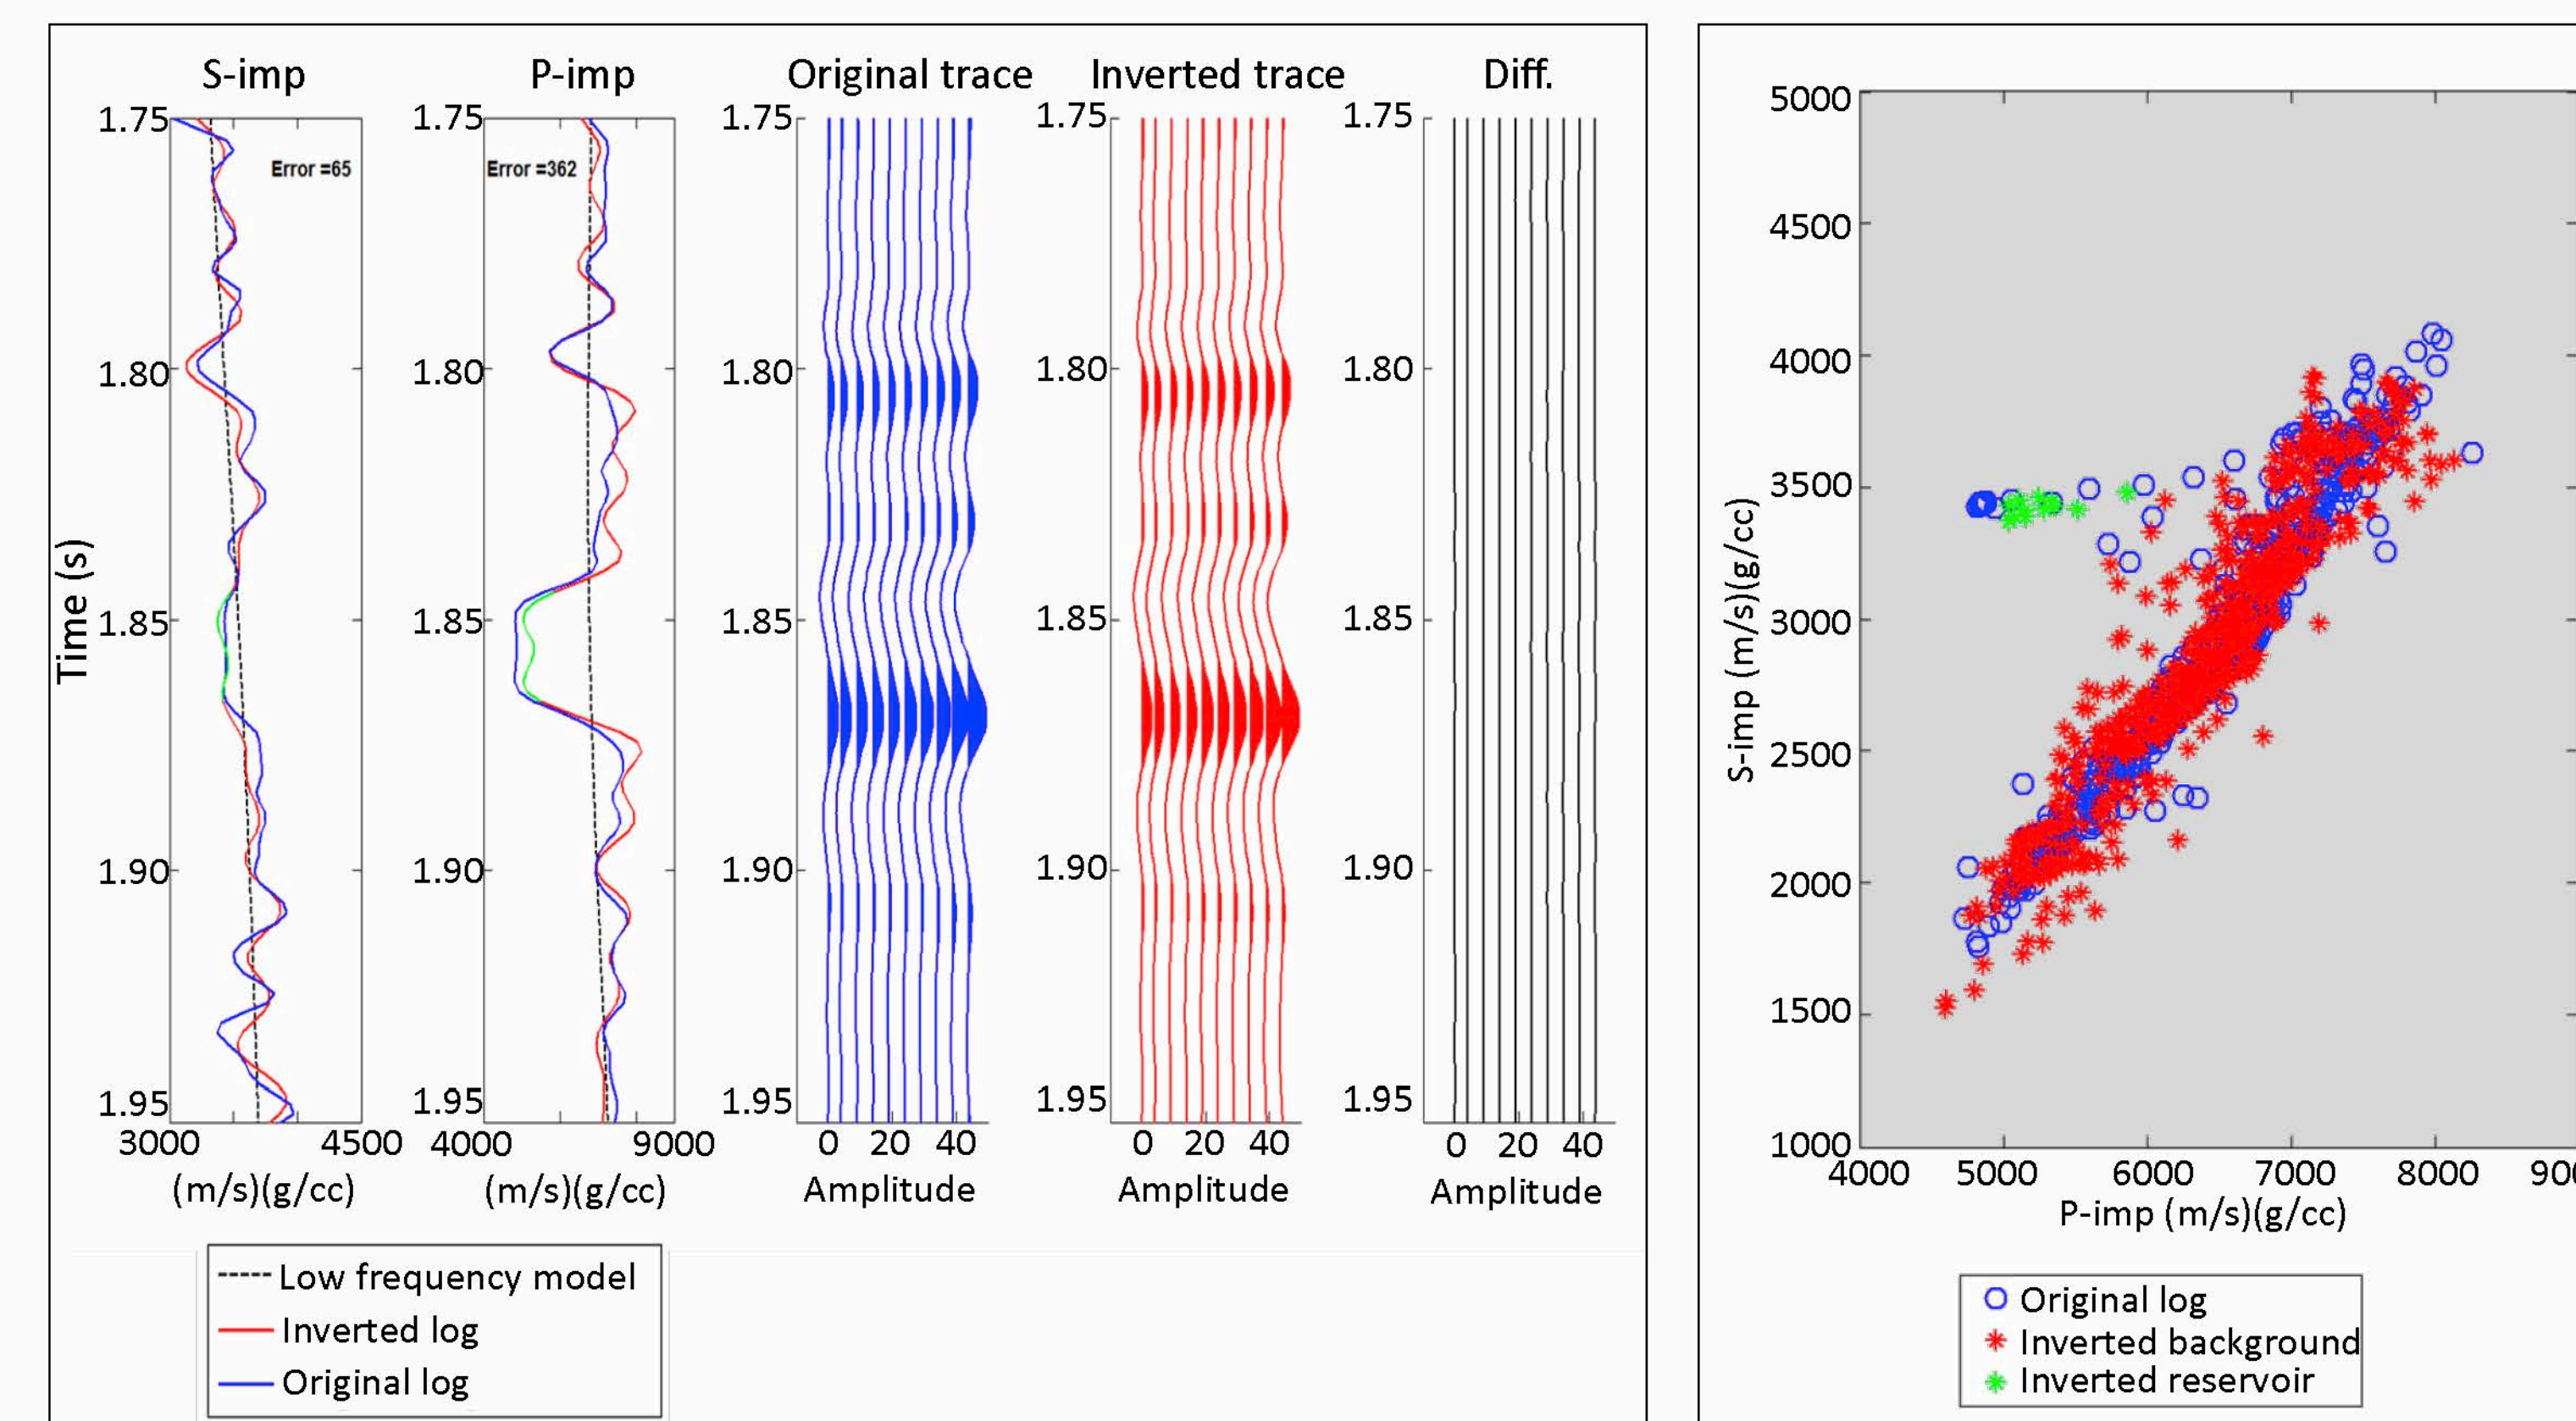 S-imp
P-imp
Original trace
Inverted trace
Diff.
1.75
1.75
1.75
1.75
1.75
Error =65
Error =362
1.80
1.80
1.80
1.80
1.80
Time (s)
1.85
1.85
1.85
1.85
1.85
1.90
1.90
1.90
1.90
1.90
1.95
1.95
1.95
1.95
1.95
3000 4500
4000 9000
0 20 40
0 20 40
0 20 40
(m/s)(g/cc)
(m/s)(g/cc)
Amplitude
Amplitude
Amplitude
Low frequency model
Inverted log
Original log
5000
4500
4000
3500
3000
2500
2000
1500
1000
S-imp (m/s)(g/cc)
4000 5000 6000 7000 8000
P-imp (m/s)(g/cc)
Original log
Inverted background
Inverted reservoir